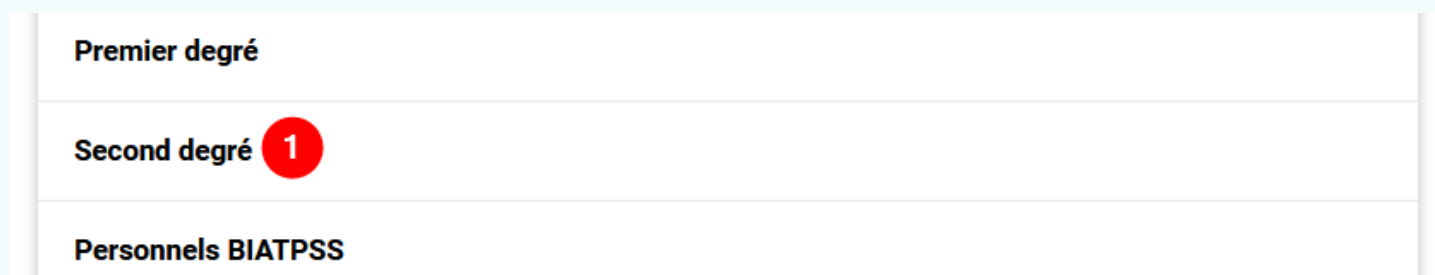 Premier degré
Second degré 1
Personnels BIATPSS